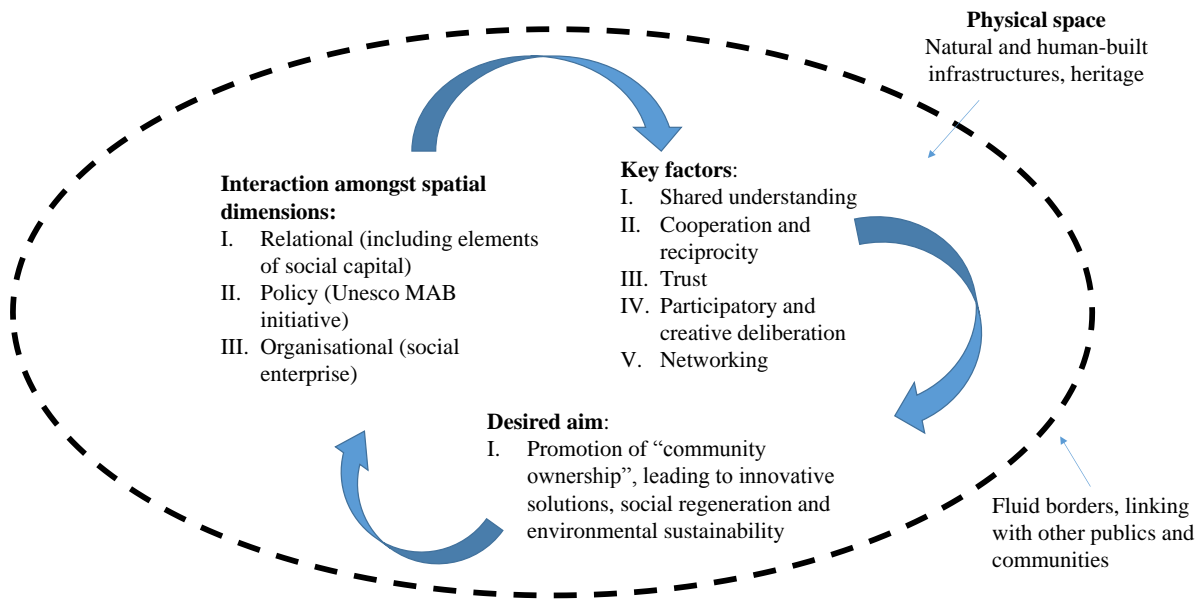 Physical space
Natural and human-built
infrastructures, heritage
Interaction amongst spatial
dimensions:
I. Relational (including elements
of social capital)
II. Policy (Unesco MAB
initiative)
III. Organisational (social
enterprise)
Key factors:
I. Shared understanding
II. Cooperation and
reciprocity
III. Trust
IV. Participatory and
creative deliberation
V. Networking
Desired aim:
I. Promotion of “community
ownership”, leading to innovative
solutions, social regeneration and
environmental sustainability
Fluid borders, linking
with other publics and
communities